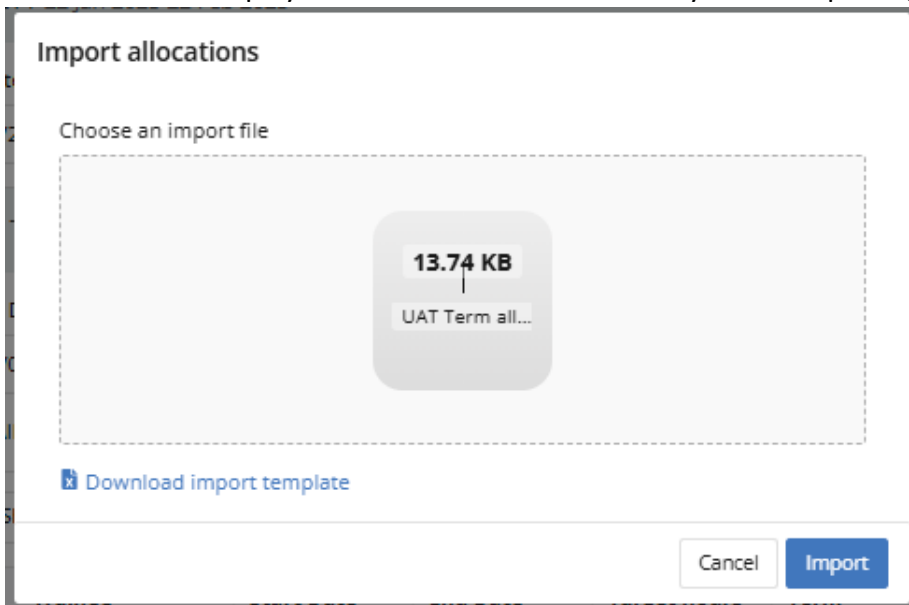 Import allocations
Choose an import file
13.74 KB
UAT Term all...
Download import template
Cancel
Import